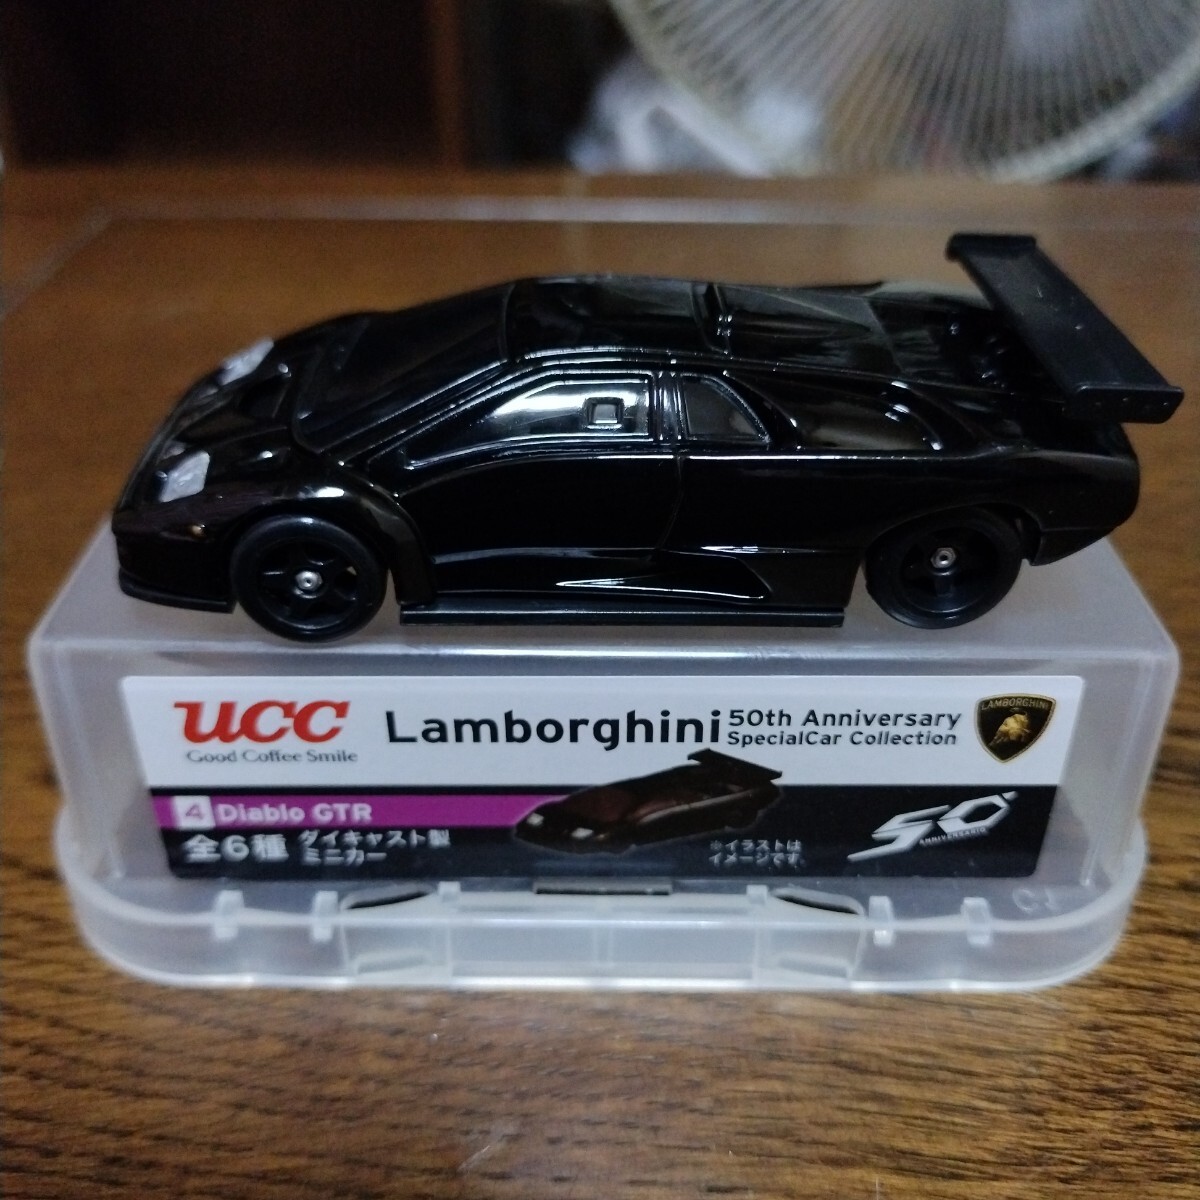 UCC
Good Coffee Smile
Lamborghini
50th Anniversary
SpecialCar Collection
LAMBORGHINI
4 Diablo GTR
全6種 ダイキャスト製
ミニカー
※イラストは
イメージです。
50°
ANNIVERSARIO